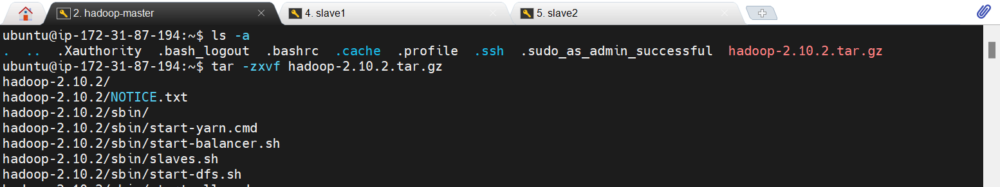 2. hadoop-master
4. slave1
5. slave2
ubuntu@ip-172-31-87-194:~$ ls -a
. .. .Xauthority .bash_logout .bashrc .cache .profile .ssh .sudo_as_admin_successful hadoop-2.10.2.tar.gz
ubuntu@ip-172-31-87-194:~$ tar -zxvf hadoop-2.10.2.tar.gz
hadoop-2.10.2/
hadoop-2.10.2/NOTICE.txt
hadoop-2.10.2/sbin/
hadoop-2.10.2/sbin/start-yarn.cmd
hadoop-2.10.2/sbin/start-balancer.sh
hadoop-2.10.2/sbin/slaves.sh
hadoop-2.10.2/sbin/start-dfs.sh